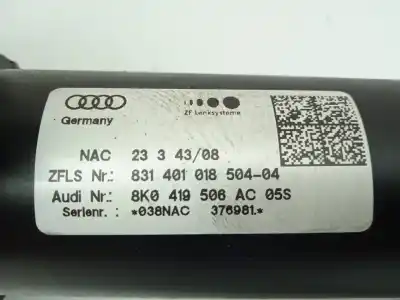 Germany
ZF Lenksysteme
NAC 23 3 43/08
ZFLS Nr.: 831 401 018 504-04
Audi Nr.: 8K0 419 506 AC 05S
Serienr.: *038NAC 376981.*